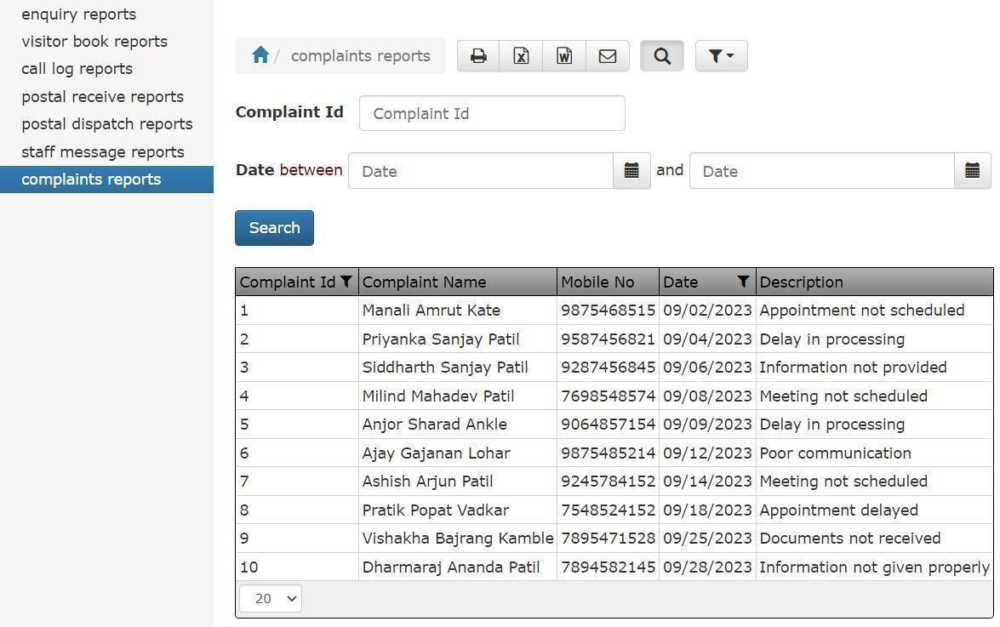 enquiry reports
visitor book reports
call log reports
postal receive reports
postal dispatch reports
staff message reports
complaints reports
/ complaints reports
Complaint Id Complaint Id
Date between Date and Date
Search
Complaint Id Complaint Name Mobile No Date Description
1 Manali Amrut Kate 9875468515 09/02/2023 Appointment not scheduled
2 Priyanka Sanjay Patil 9587456821 09/04/2023 Delay in processing
3 Siddharth Sanjay Patil 9287456845 09/06/2023 Information not provided
4 Milind Mahadev Patil 7698548574 09/08/2023 Meeting not scheduled
5 Anjor Sharad Ankle 9064857154 09/09/2023 Delay in processing
6 Ajay Gajanan Lohar 9875485214 09/12/2023 Poor communication
7 Ashish Arjun Patil 9245784152 09/14/2023 Meeting not scheduled
8 Pratik Popat Vadkar 7548524152 09/18/2023 Appointment delayed
9 Vishakha Bajrang Kamble 7895471528 09/25/2023 Documents not received
10 Dharmaraj Ananda Patil 7894582145 09/28/2023 Information not given properly
20